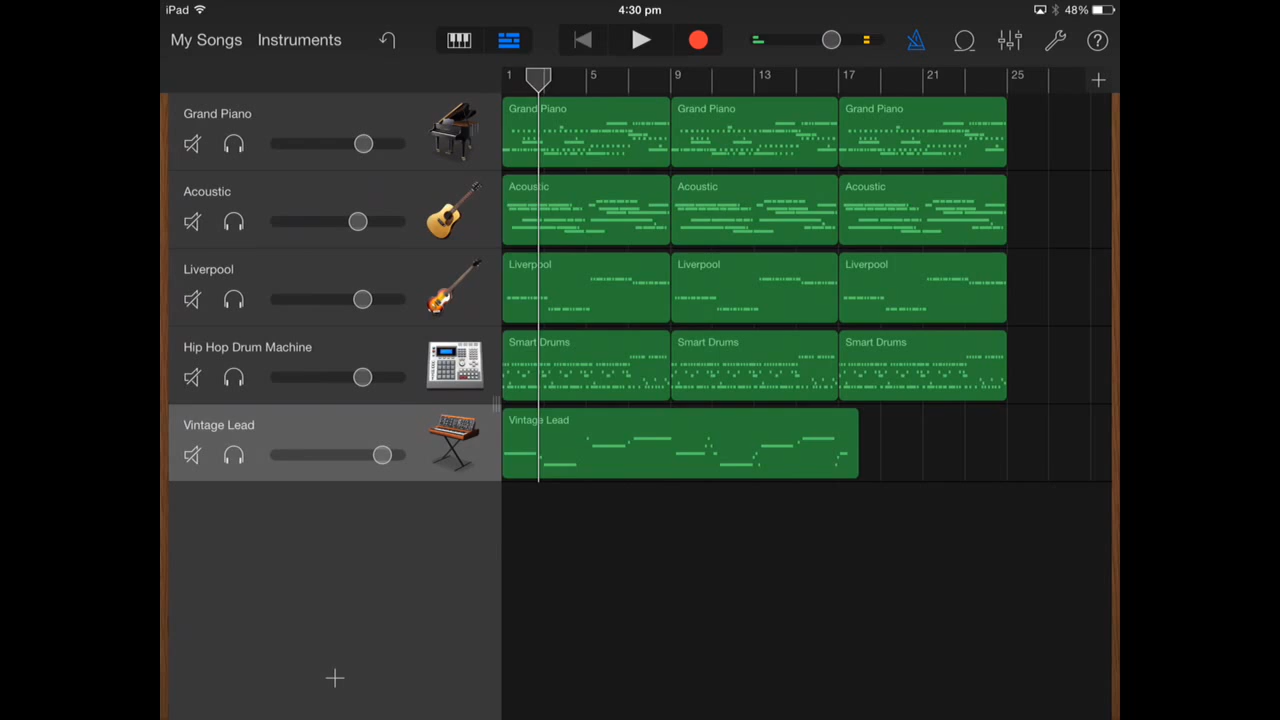 iPad 4:30 pm 48%
My Songs Instruments ?
1 5 9 13 17 21 25
Grand Piano
Grand Piano Grand Piano Grand Piano
Acoustic
Acoustic Acoustic Acoustic
Liverpool
Liverpool Liverpool Liverpool
Hip Hop Drum Machine
Smart Drums Smart Drums Smart Drums
Vintage Lead
Vintage Lead